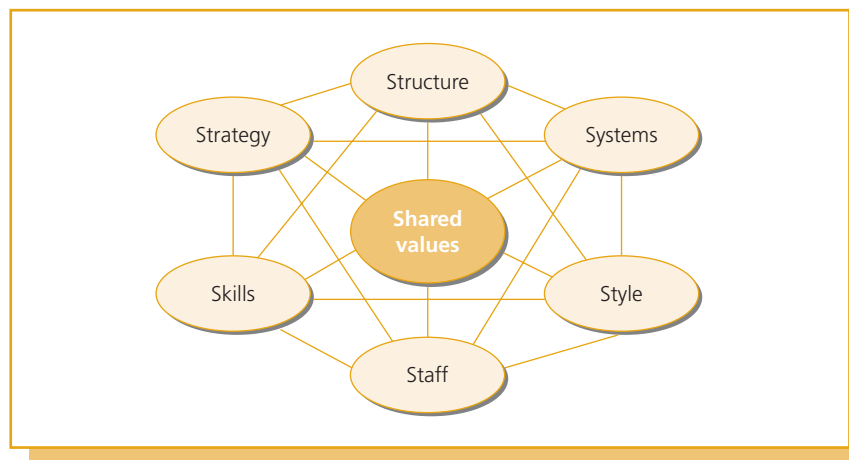 Structure
Strategy
Systems
Shared
values
Skills
Style
Staff